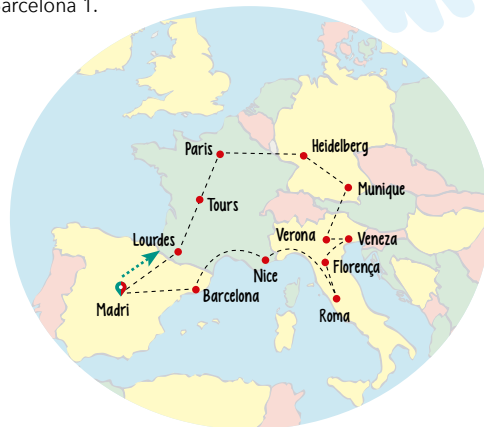 arcelona 1.
Paris
Heidelberg
Munique
Tours
Lourdes
Verona
Veneza
Nice
Florença
Barcelona
Madri
Roma